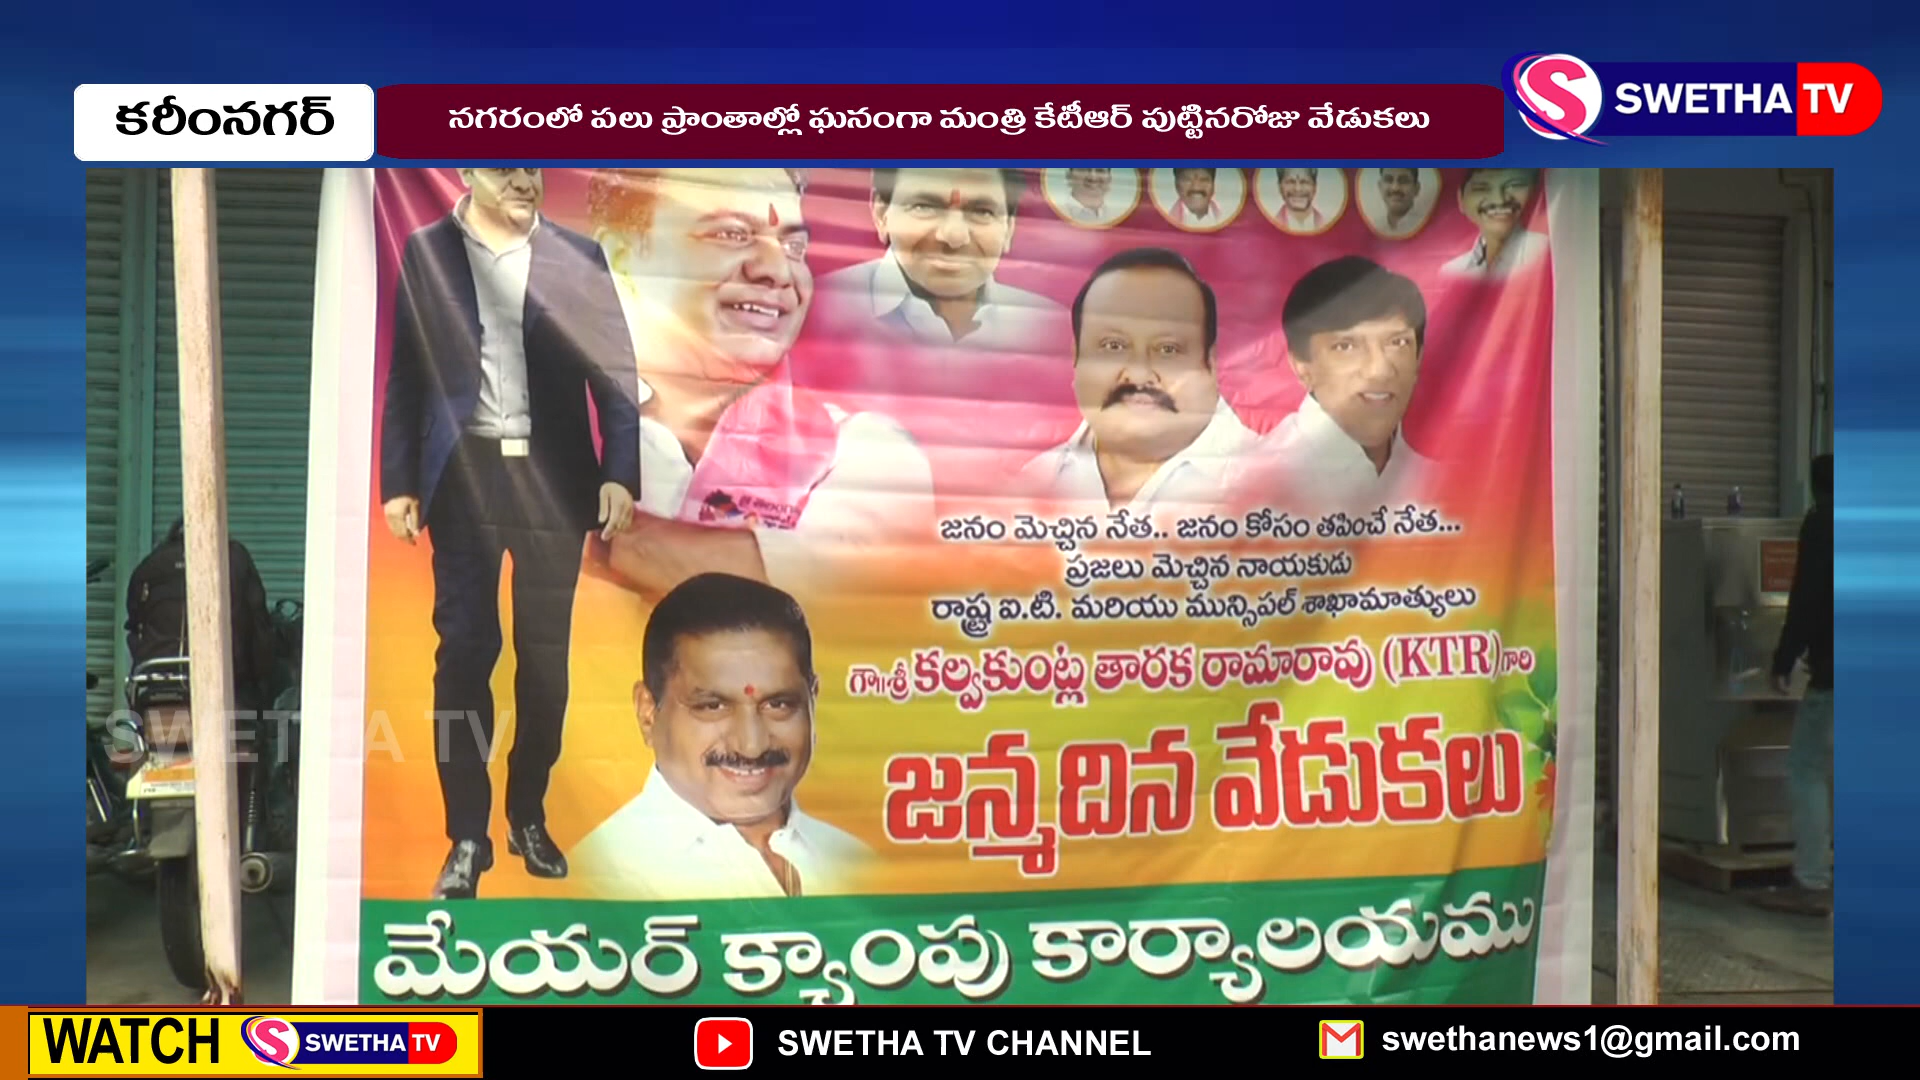 కరీంనగర్
నగరంలో పలు ప్రాంతాల్లో ఘనంగా మంత్రి కేటీఆర్ పుట్టినరోజు వేడుకలు
SWETHA TV
జనం మెచ్చిన నేత.. జనం కోసం తపించే నేత...
ప్రజలు మెచ్చిన నాయకుడు
రాష్ట్ర ఐ.టి. మరియు మున్సిపల్ శాఖామాత్యులు
గౌ||శ్రీ కల్వకుంట్ల తారక రామారావు (KTR) గారి
జన్మదిన వేడుకలు
మేయర్ క్యాంపు కార్యాలయము
SWETHA TV
WATCH SWETHA TV
SWETHA TV CHANNEL
swethanews1@gmail.com